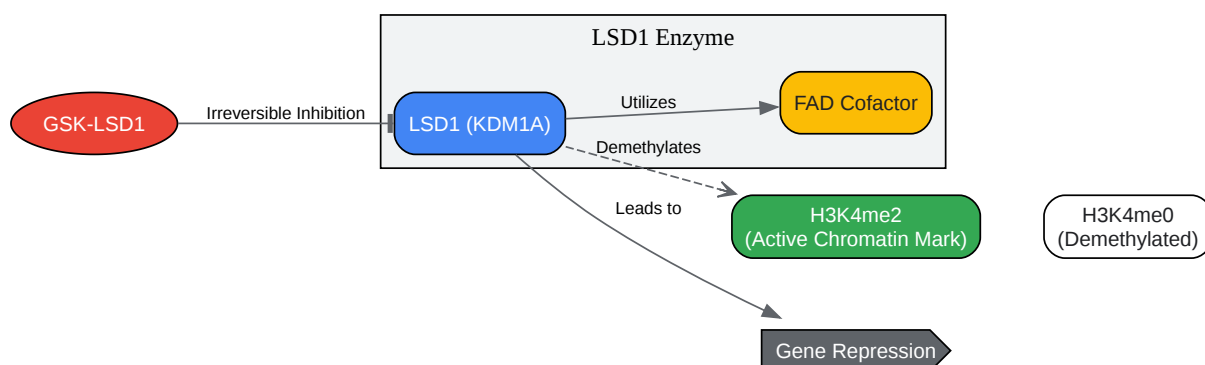 LSD1 Enzyme
GSK-LSD1
Irreversible Inhibition
LSD1 (KDM1A)
Utilizes
FAD Cofactor
Demethylates
Leads to
H3K4me2
(Active Chromatin Mark)
H3K4me0
(Demethylated)
Gene Repression